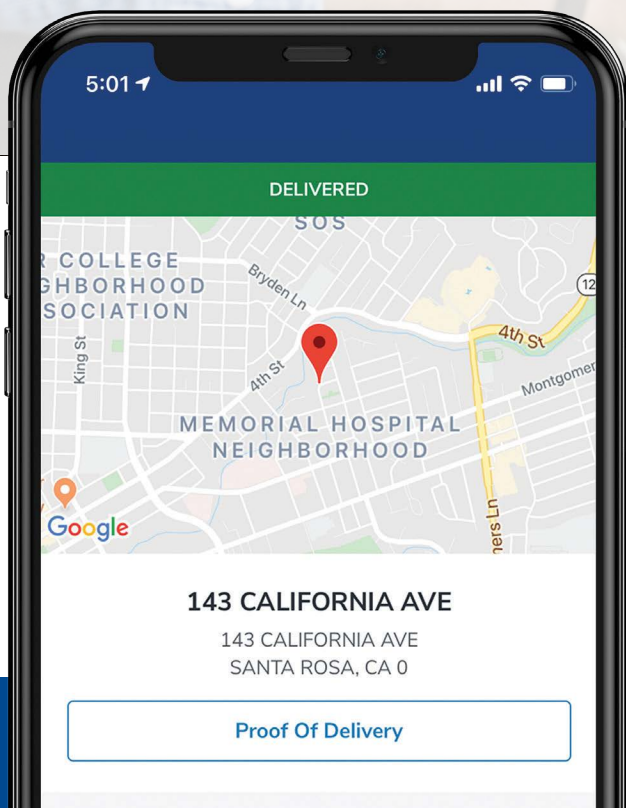 5:01
DELIVERED
SOS
COLLEGE
GHBORHOOD
SOCIATION
Bryden Ln
12
King St
4th St
4th St
Montgomer
MEMORIAL HOSPITAL
NEIGHBORHOOD
Google
ners Ln
143 CALIFORNIA AVE
143 CALIFORNIA AVE
SANTA ROSA, CA 0
Proof Of Delivery